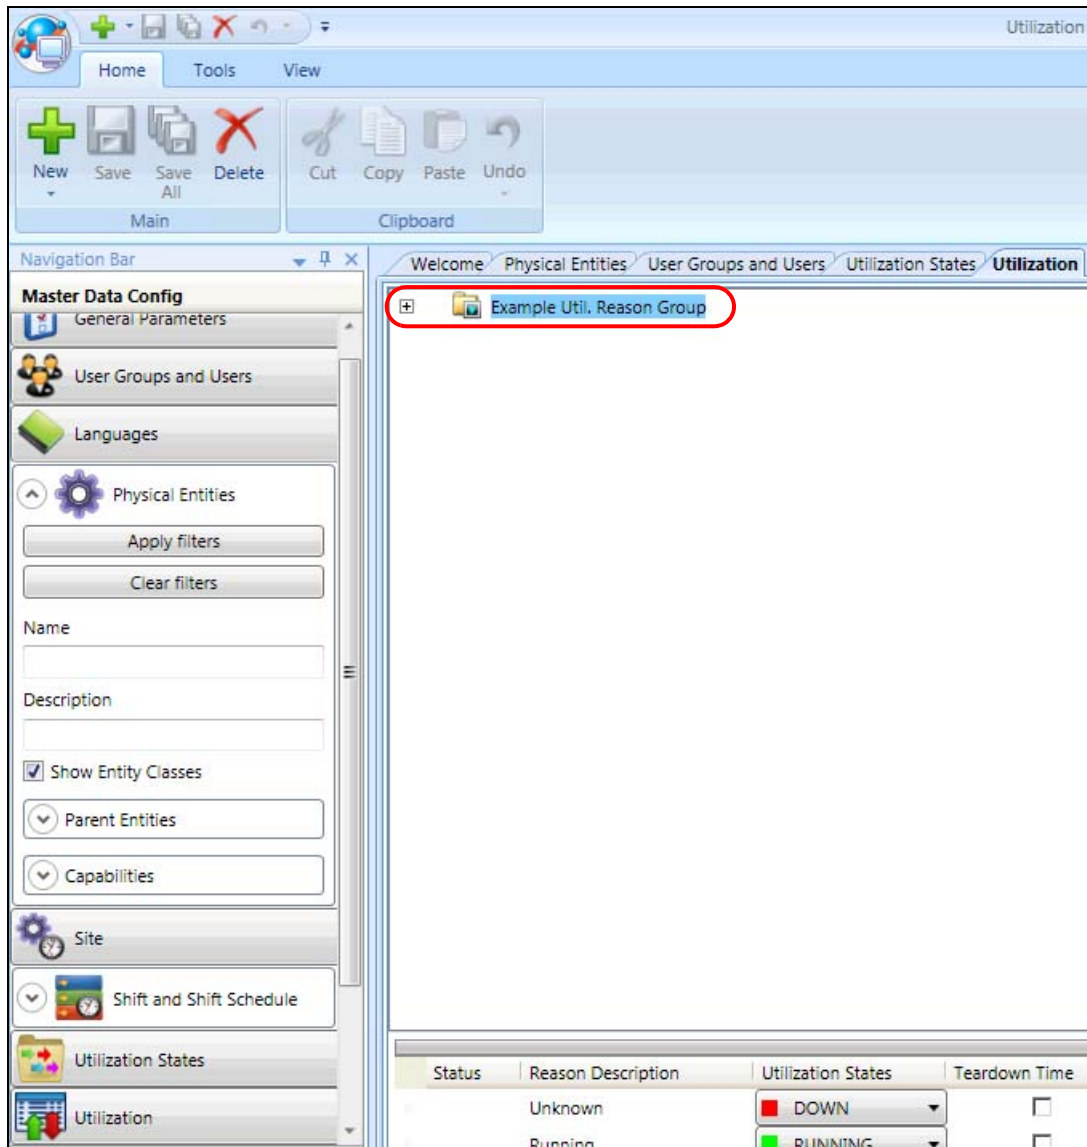 Utilization
Home Tools View
New Save Save All Delete Cut Copy Paste Undo
Main Clipboard
Navigation Bar
Welcome Physical Entities User Groups and Users Utilization States Utilization
Master Data Config
Example Util. Reason Group
General Parameters
User Groups and Users
Languages
Physical Entities
Apply filters
Clear filters
Name
Description
Show Entity Classes
Parent Entities
Capabilities
Site
Shift and Shift Schedule
Utilization States
Utilization
Status Reason Description Utilization States Teardown Time
Unknown DOWN
Running RUNNING